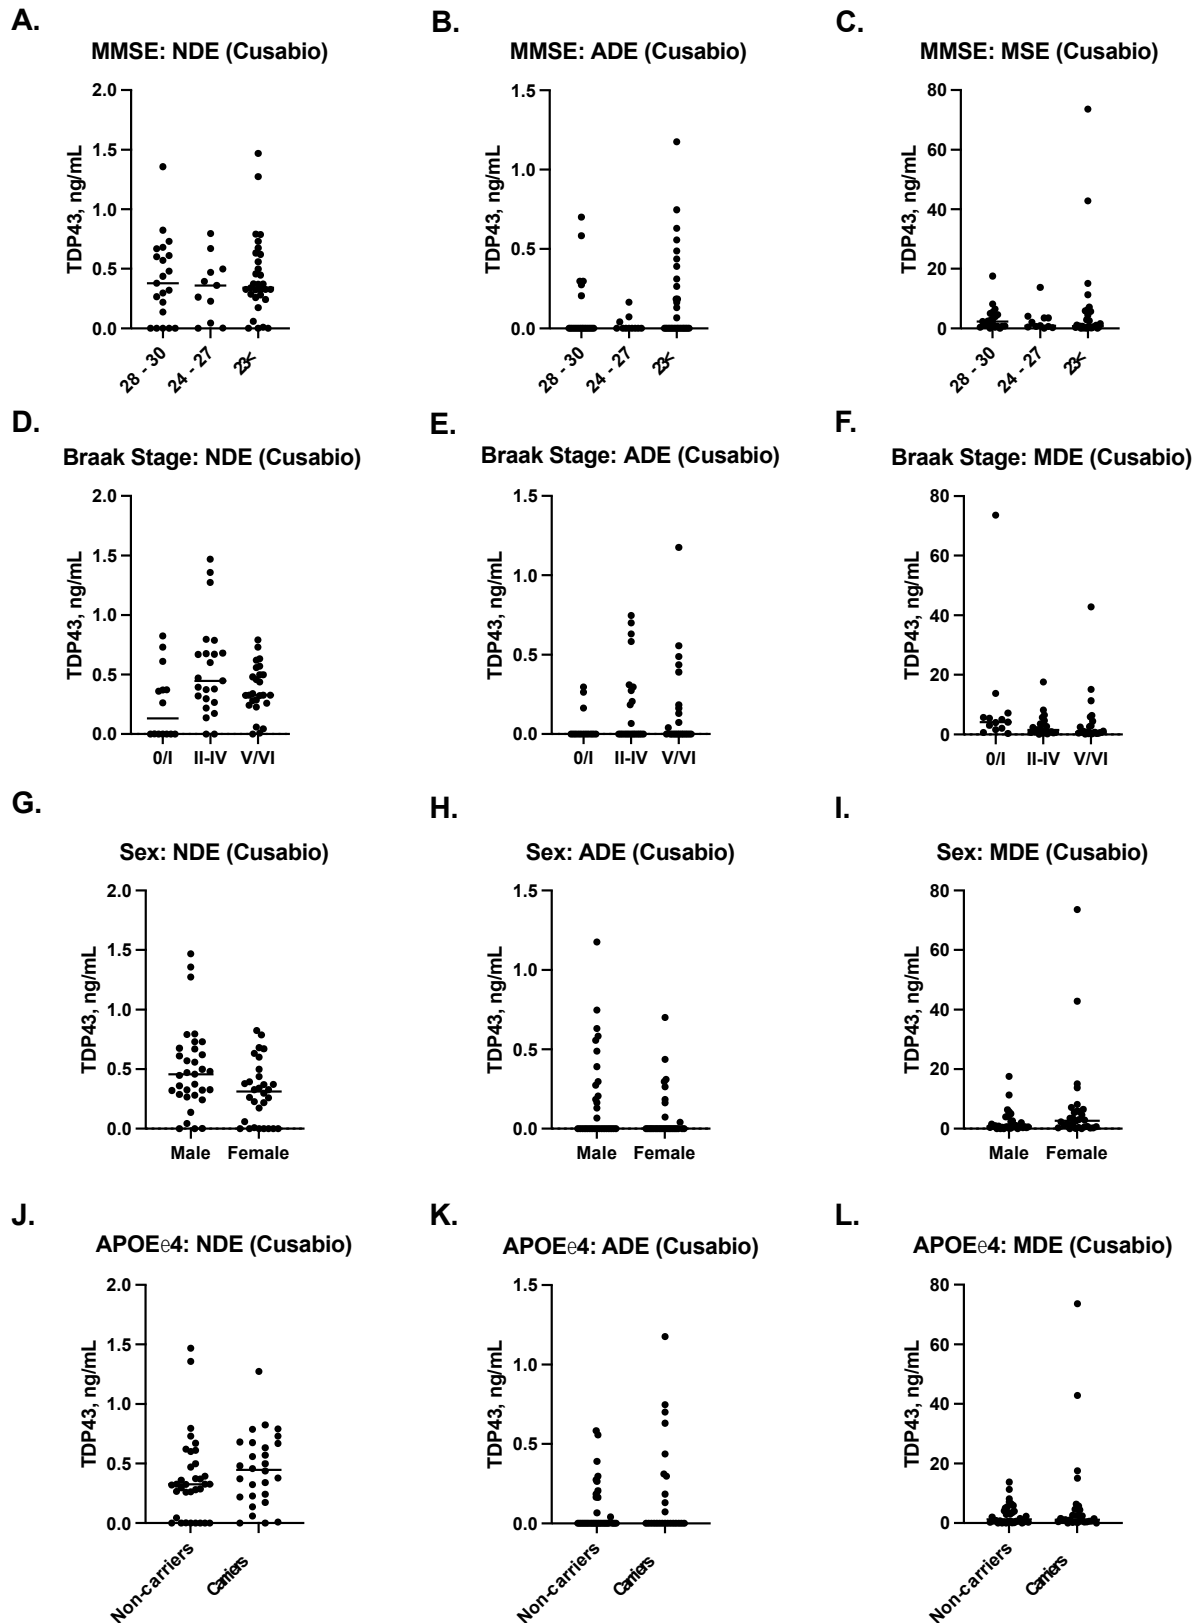 A.
MMSE: NDE (Cusabio)
2.0
1.5
1.0
0.5
0.0
TDP43, ng/mL
28 - 30
24 - 27
23<
B.
MMSE: ADE (Cusabio)
1.5
1.0
0.5
0.0
TDP43, ng/mL
28 - 30
24 - 27
23<
C.
MMSE: MSE (Cusabio)
80
60
40
20
0
TDP43, ng/mL
28 - 30
24 - 27
23<
D.
Braak Stage: NDE (Cusabio)
2.0
1.5
1.0
0.5
0.0
TDP43, ng/mL
0/I II-IV V/VI
E.
Braak Stage: ADE (Cusabio)
1.5
1.0
0.5
0.0
TDP43, ng/mL
0/I II-IV V/VI
F.
Braak Stage: MDE (Cusabio)
80
60
40
20
0
TDP43, ng/mL
0/I II-IV V/VI
G.
Sex: NDE (Cusabio)
2.0
1.5
1.0
0.5
0.0
TDP43, ng/mL
Male Female
H.
Sex: ADE (Cusabio)
1.5
1.0
0.5
0.0
TDP43, ng/mL
Male Female
I.
Sex: MDE (Cusabio)
80
60
40
20
0
TDP43, ng/mL
Male Female
J.
APOEe4: NDE (Cusabio)
2.0
1.5
1.0
0.5
0.0
TDP43, ng/mL
Non-carriers
Carriers
K.
APOEe4: ADE (Cusabio)
1.5
1.0
0.5
0.0
TDP43, ng/mL
Non-carriers
Carriers
L.
APOEe4: MDE (Cusabio)
80
60
40
20
0
TDP43, ng/mL
Non-carriers
Carriers